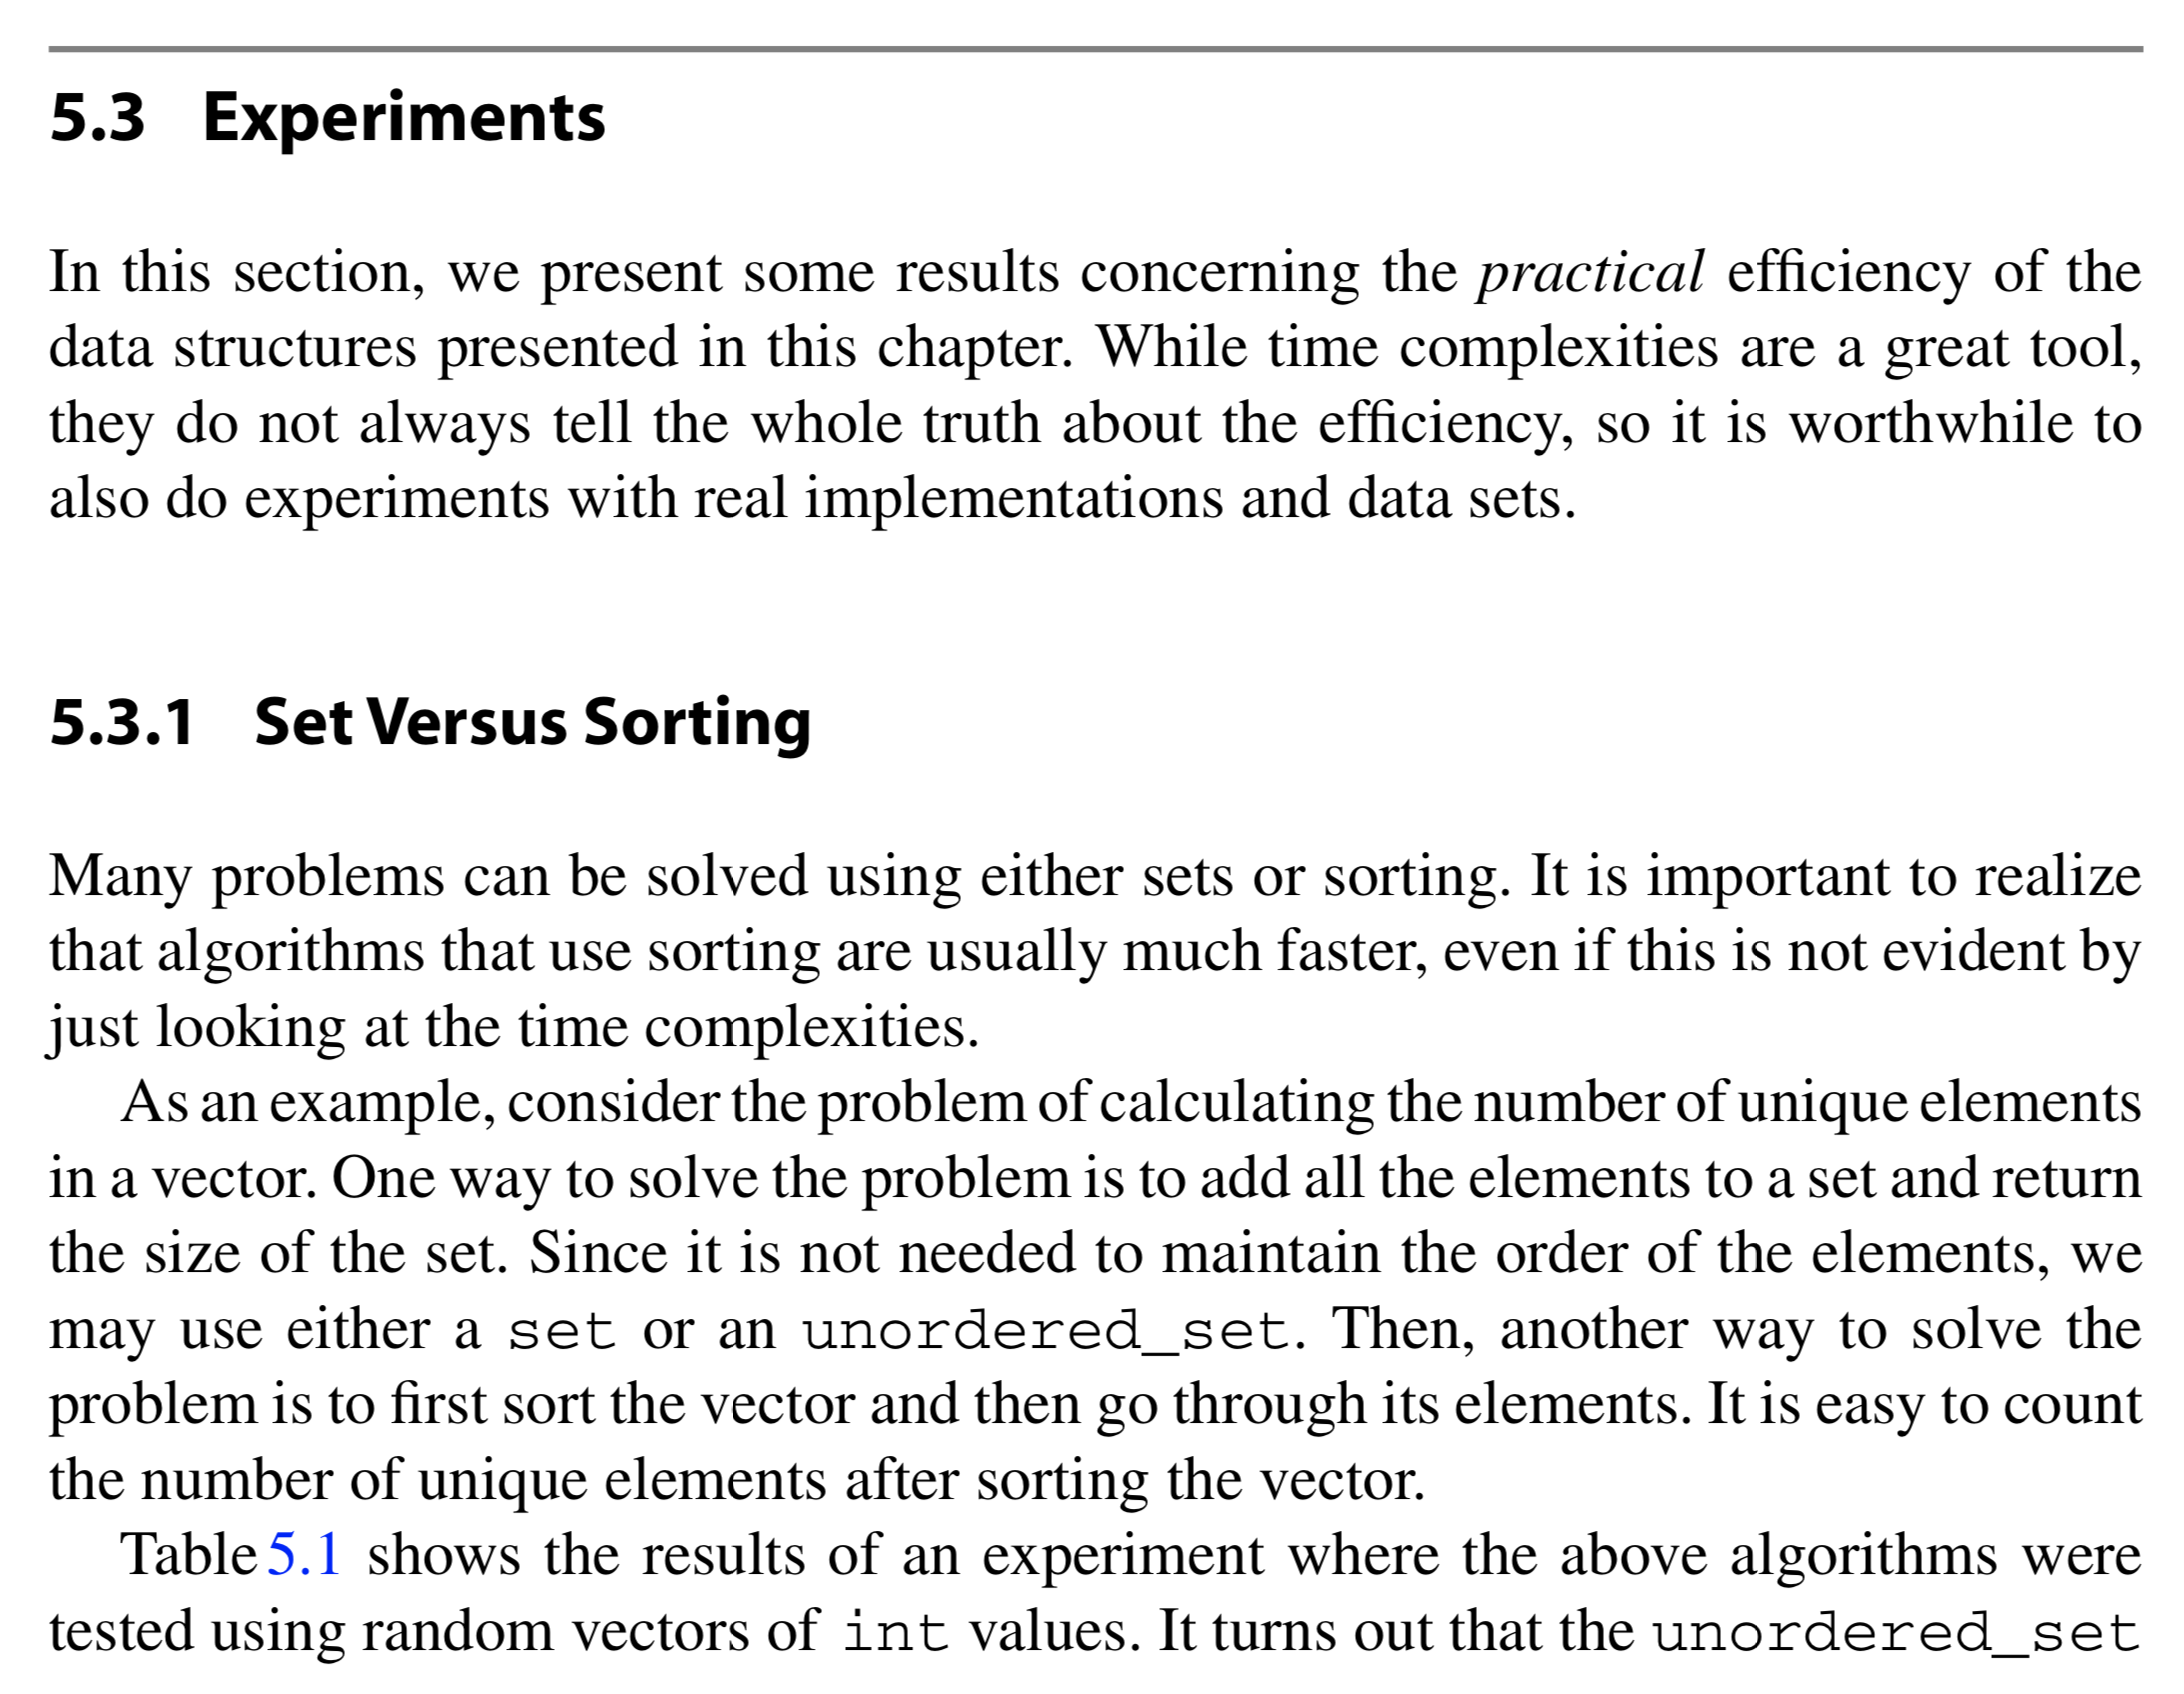 5.3 Experiments
In this section, we present some results concerning the practical efficiency of the
data structures presented in this chapter. While time complexities are a great tool,
they do not always tell the whole truth about the efficiency, so it is worthwhile to
also do experiments with real implementations and data sets.
5.3.1 Set Versus Sorting
Many problems can be solved using either sets or sorting. It is important to realize
that algorithms that use sorting are usually much faster, even if this is not evident by
just looking at the time complexities.
As an example, consider the problem of calculating the number of unique elements
in a vector. One way to solve the problem is to add all the elements to a set and return
the size of the set. Since it is not needed to maintain the order of the elements, we
may use either a set or an unordered_set. Then, another way to solve the
problem is to first sort the vector and then go through its elements. It is easy to count
the number of unique elements after sorting the vector.
Table 5.1 shows the results of an experiment where the above algorithms were
tested using random vectors of int values. It turns out that the unordered_set